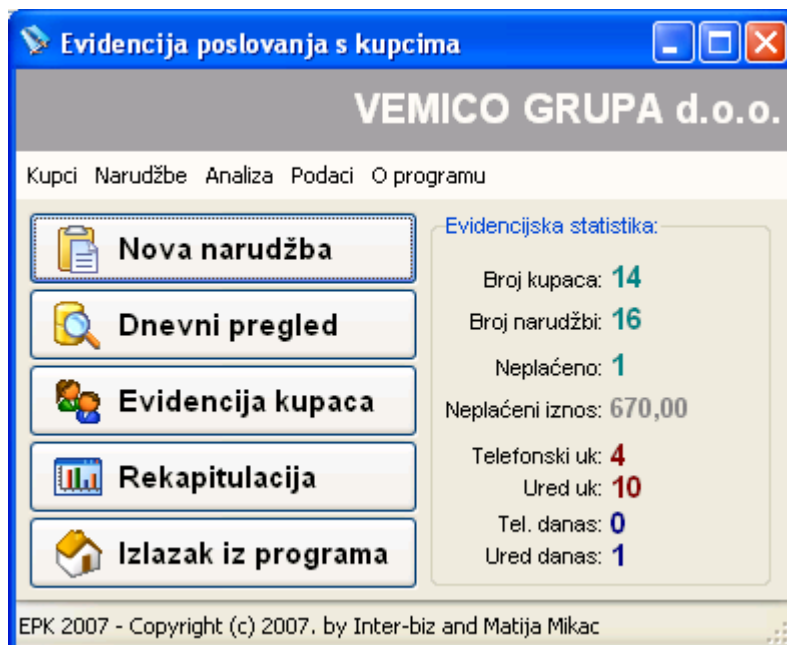 Evidencija poslovanja s kupcima
VEMICO GRUPA d.o.o.
Kupci Narudžbe Analiza Podaci O programu
Nova narudžba
Dnevni pregled
Evidencija kupaca
Rekapitulacija
Izlazak iz programa
Evidencijska statistika:
Broj kupaca: 14
Broj narudžbi: 16
Neplaćeno: 1
Neplaćeni iznos: 670,00
Telefonski uk: 4
Ured uk: 10
Tel. danas: 0
Ured danas: 1
EPK 2007 - Copyright (c) 2007. by Inter-biz and Matija Mikac